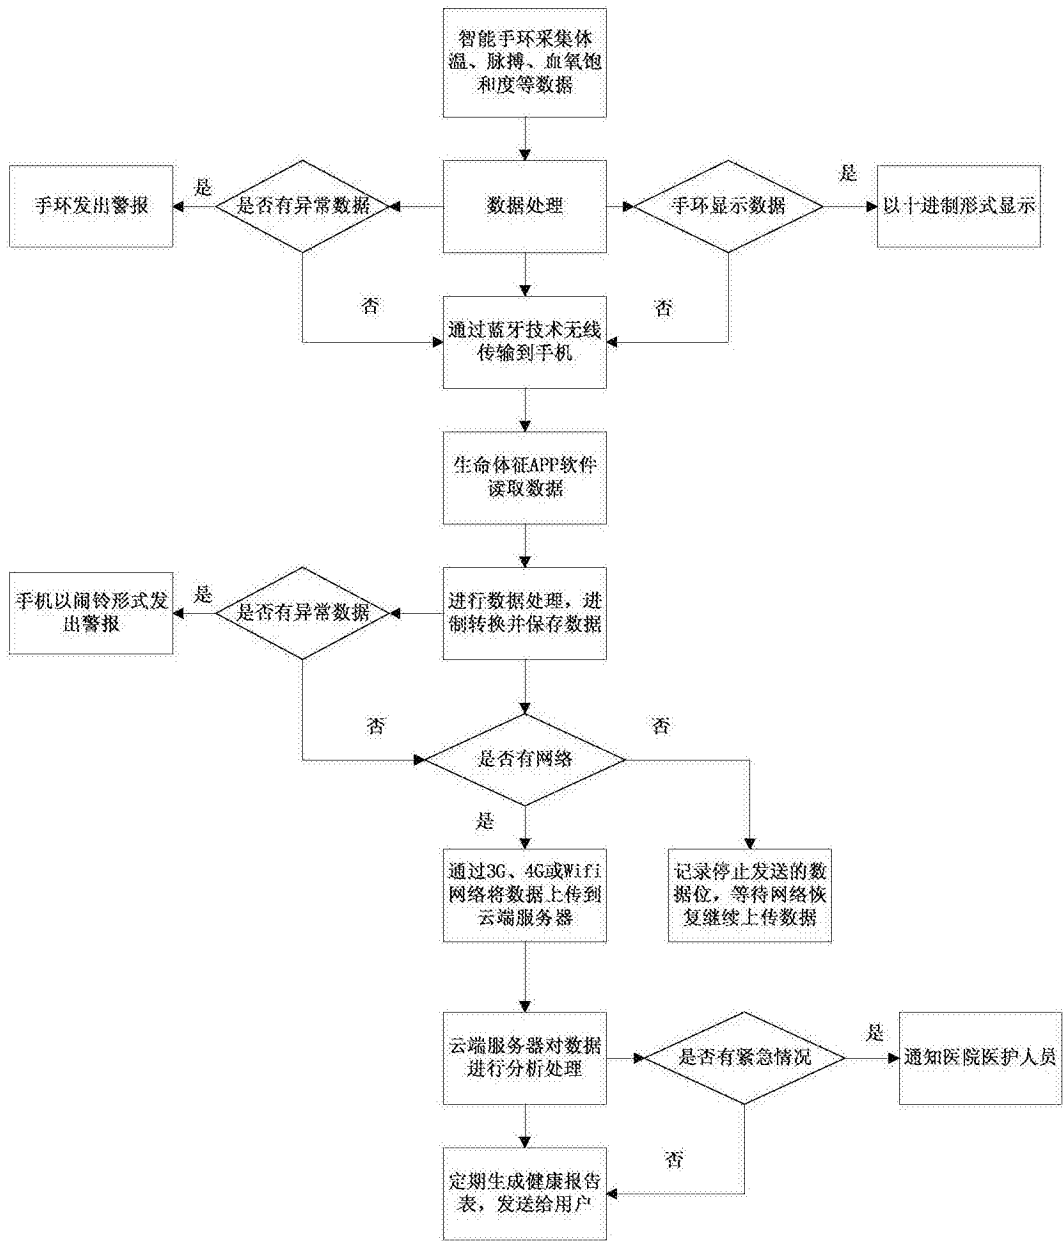 智能手环采集体
温、脉搏、血氧饱
和度等数据
手环发出警报
是
是否有异常数据
数据处理
手环显示数据
是
以十进制形式显示
否
否
通过蓝牙技术无线
传输到手机
生命体征APP软件
读取数据
手机以闹铃形式发
出警报
是
是否有异常数据
进行数据处理，进
制转换并保存数据
否
是否有网络
否
是
通过3G、4G或Wifi
网络将数据上传到
云端服务器
记录停止发送的数
据位，等待网络恢
复继续上传数据
云端服务器对数据
进行分析处理
是否有紧急情况
是
通知医院医护人员
否
定期生成健康报告
表，发送给用户